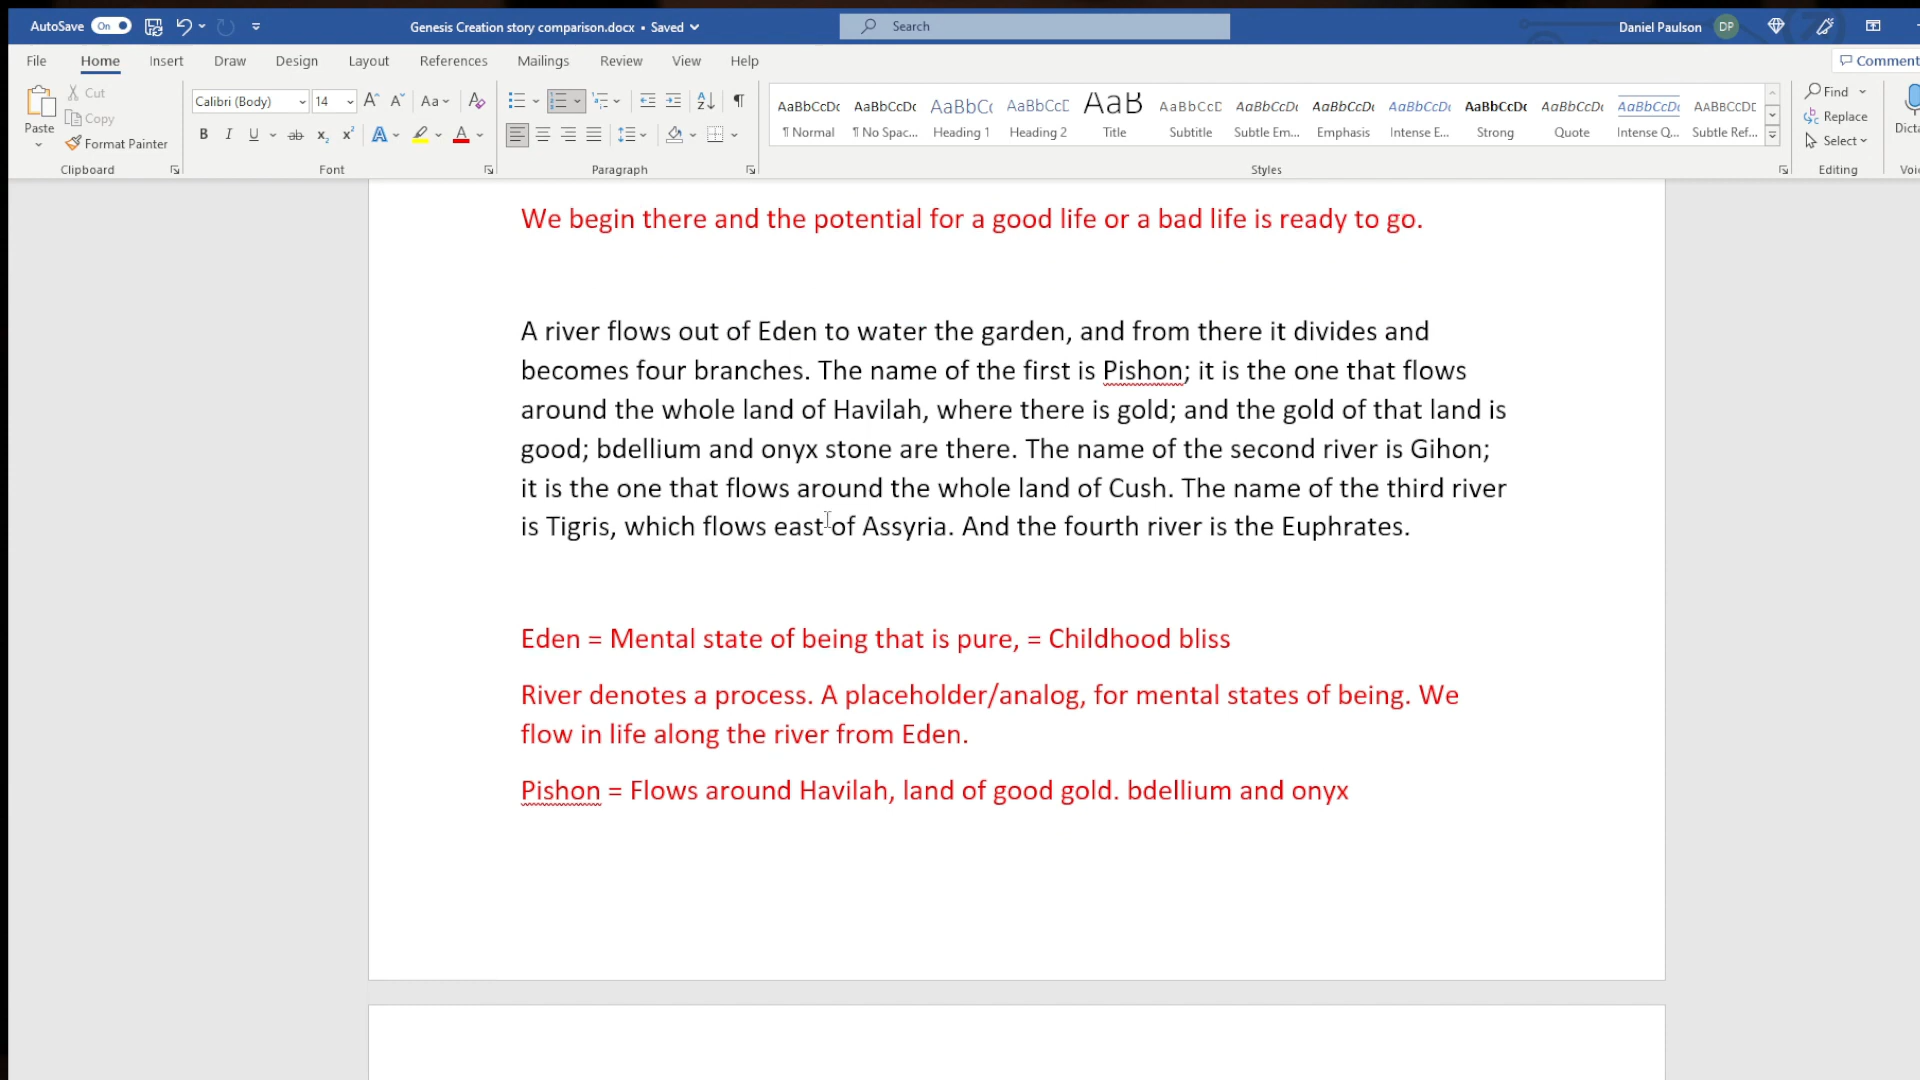 AutoSave On Genesis Creation story comparison.docx • Saved Search Daniel Paulson DP
File Home Insert Draw Design Layout References Mailings Review View Help Comment
Paste Cut Copy Format Painter
Calibri (Body) 14 Aa
B I U ab x₂ x² A A
AaBbCcDc AaBbCcDc AaBbCc AaBbCcD AaB AaBbCcD AaBbCcDc AaBbCcDc AaBbCcDc AaBbCcDc AaBbCcDc AaBbCcDc AABBCCDC
¶ Normal ¶ No Spac... Heading 1 Heading 2 Title Subtitle Subtle Em... Emphasis Intense E... Strong Quote Intense Q... Subtle Ref...
Find
Replace
Select
Dicta
Clipboard Font Paragraph Styles Editing Voic
We begin there and the potential for a good life or a bad life is ready to go.
A river flows out of Eden to water the garden, and from there it divides and
becomes four branches. The name of the first is Pishon; it is the one that flows
around the whole land of Havilah, where there is gold; and the gold of that land is
good; bdellium and onyx stone are there. The name of the second river is Gihon;
it is the one that flows around the whole land of Cush. The name of the third river
is Tigris, which flows east of Assyria. And the fourth river is the Euphrates.
Eden = Mental state of being that is pure, = Childhood bliss
River denotes a process. A placeholder/analog, for mental states of being. We
flow in life along the river from Eden.
Pishon = Flows around Havilah, land of good gold. bdellium and onyx